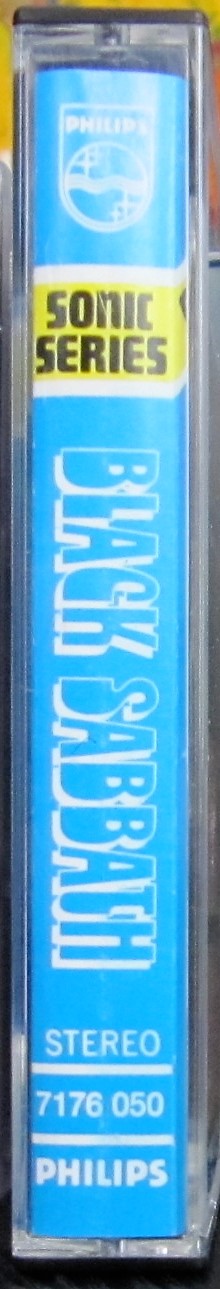 PHILIPS
SONIC
SERIES
BLACK SABBATH
STEREO
7176 050
PHILIPS